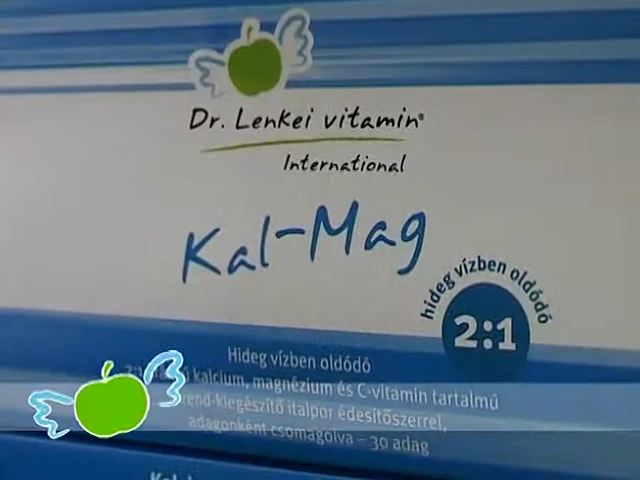 Dr. Lenkei vitamin®
International
Kal-Mag
hideg vízben oldódó
2:1
Hideg vízben oldódó
kalcium, magnézium és C-vitamin tartalmú
étrend-kiegészítő italpor édesítőszerrel,
adagonként csomagolva – 30 adag